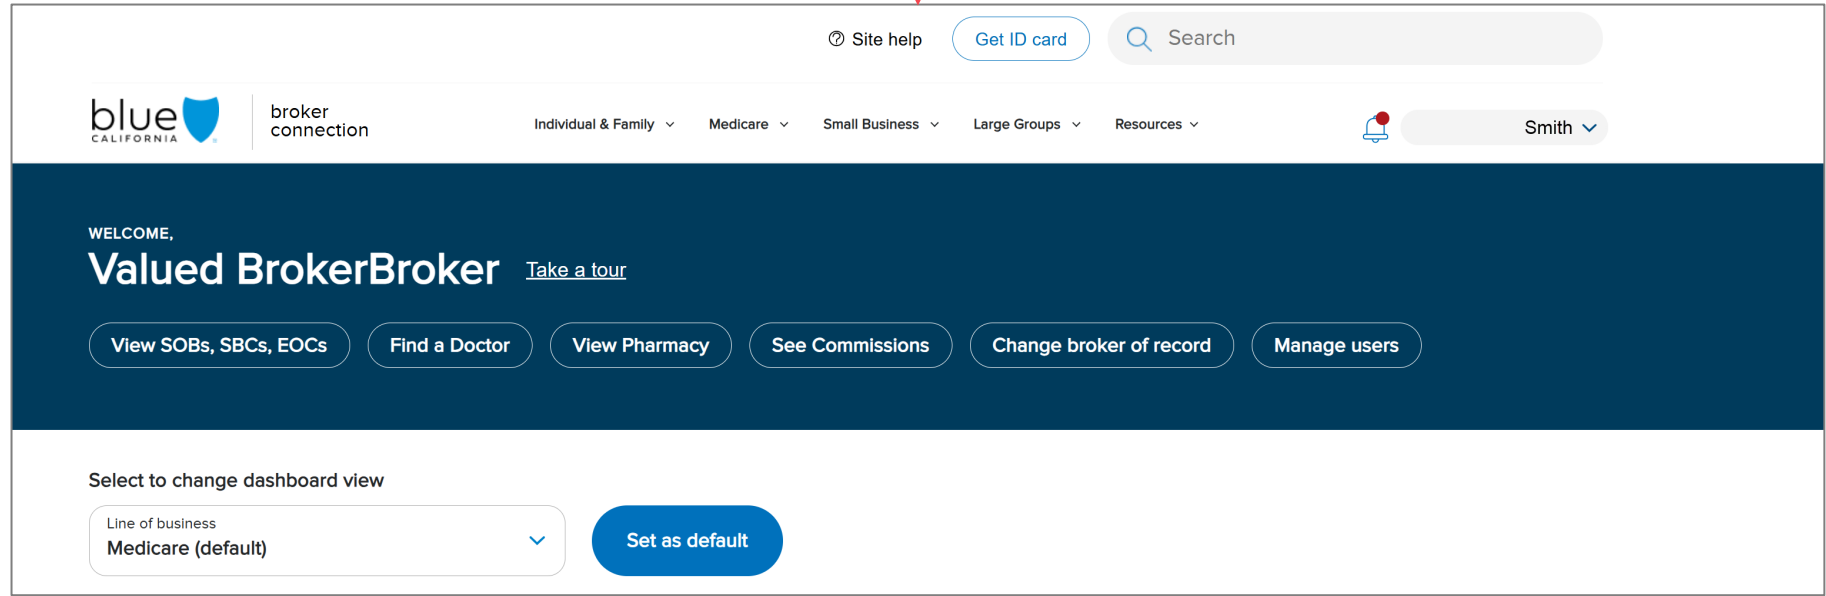 Site help
Get ID card
Search
blue
CALIFORNIA
broker
connection
Individual & Family
Medicare
Small Business
Large Groups
Resources
Smith
WELCOME,
Valued BrokerBroker
Take a tour
View SOBs, SBCs, EOCs
Find a Doctor
View Pharmacy
See Commissions
Change broker of record
Manage users
Select to change dashboard view
Line of business
Medicare (default)
Set as default